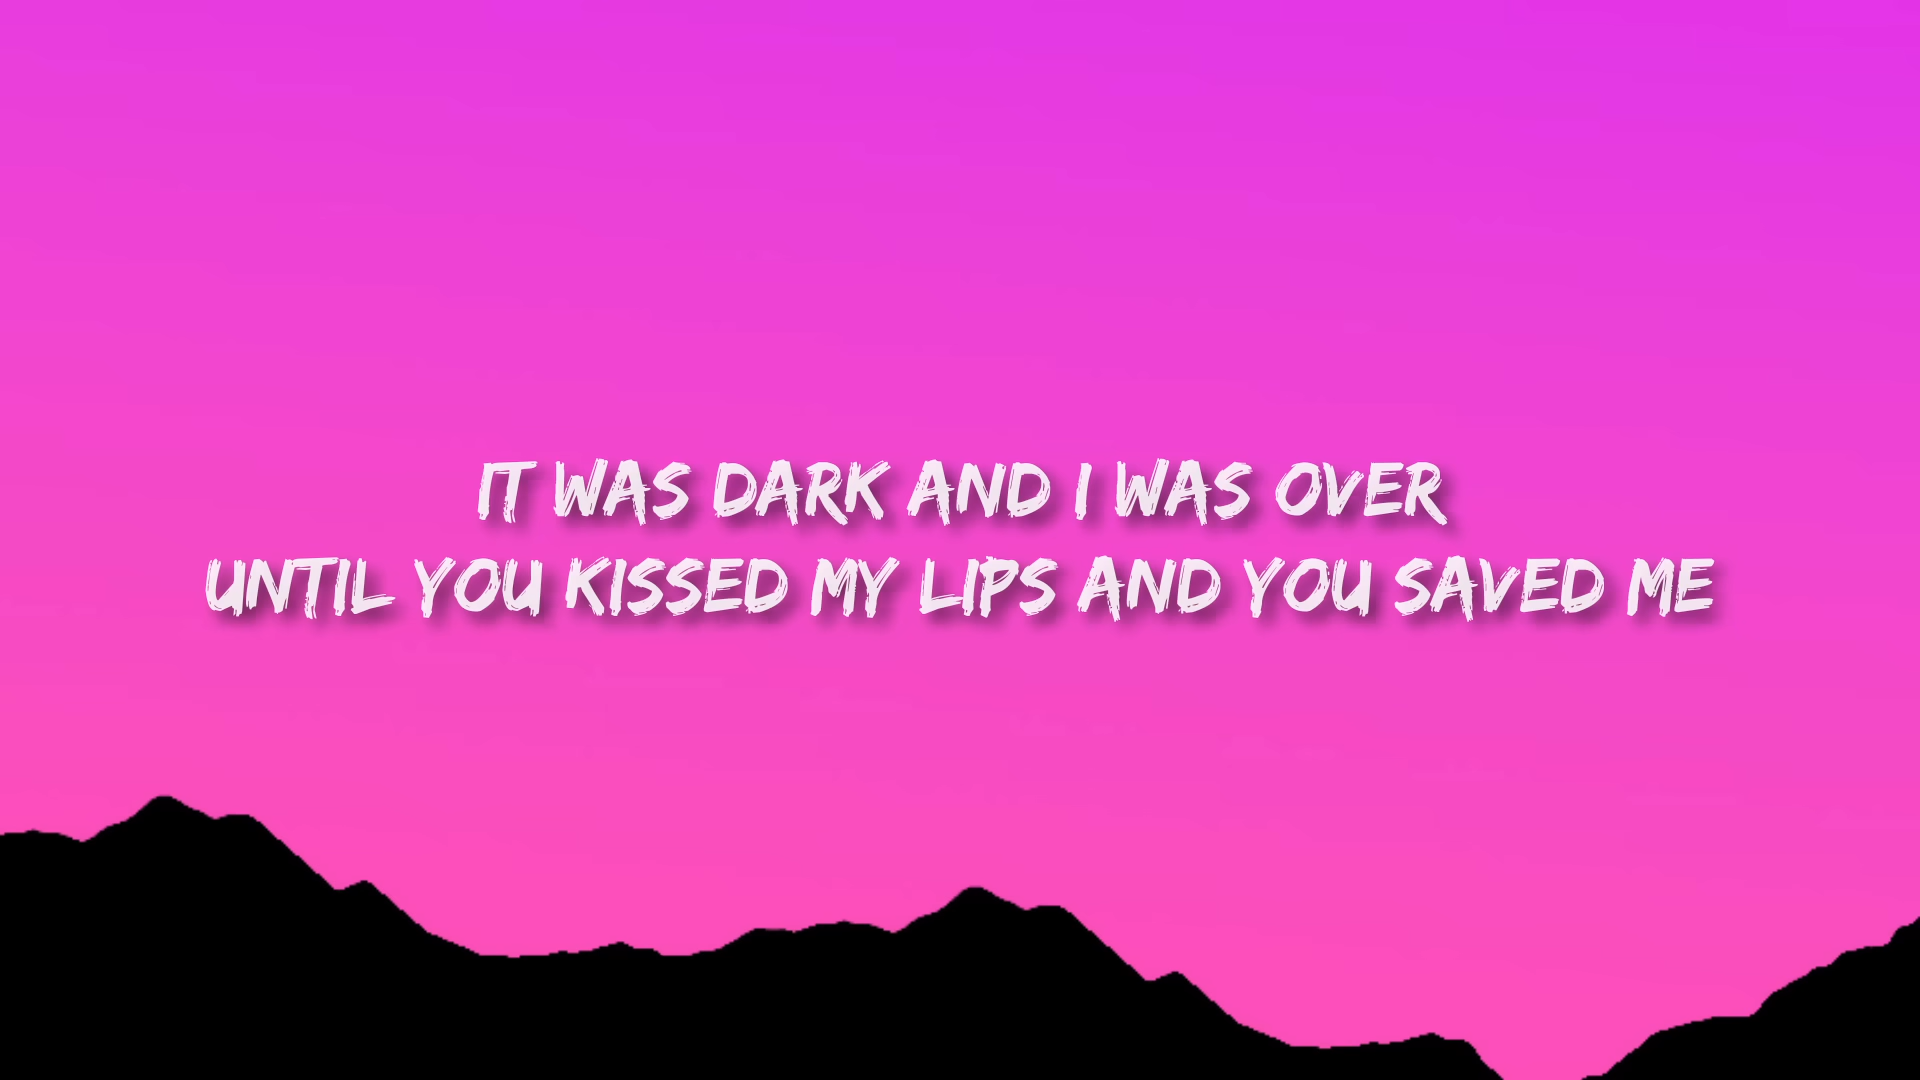 IT WAS DARK AND I WAS OVER
UNTIL YOU KISSED MY LIPS AND YOU SAVED ME